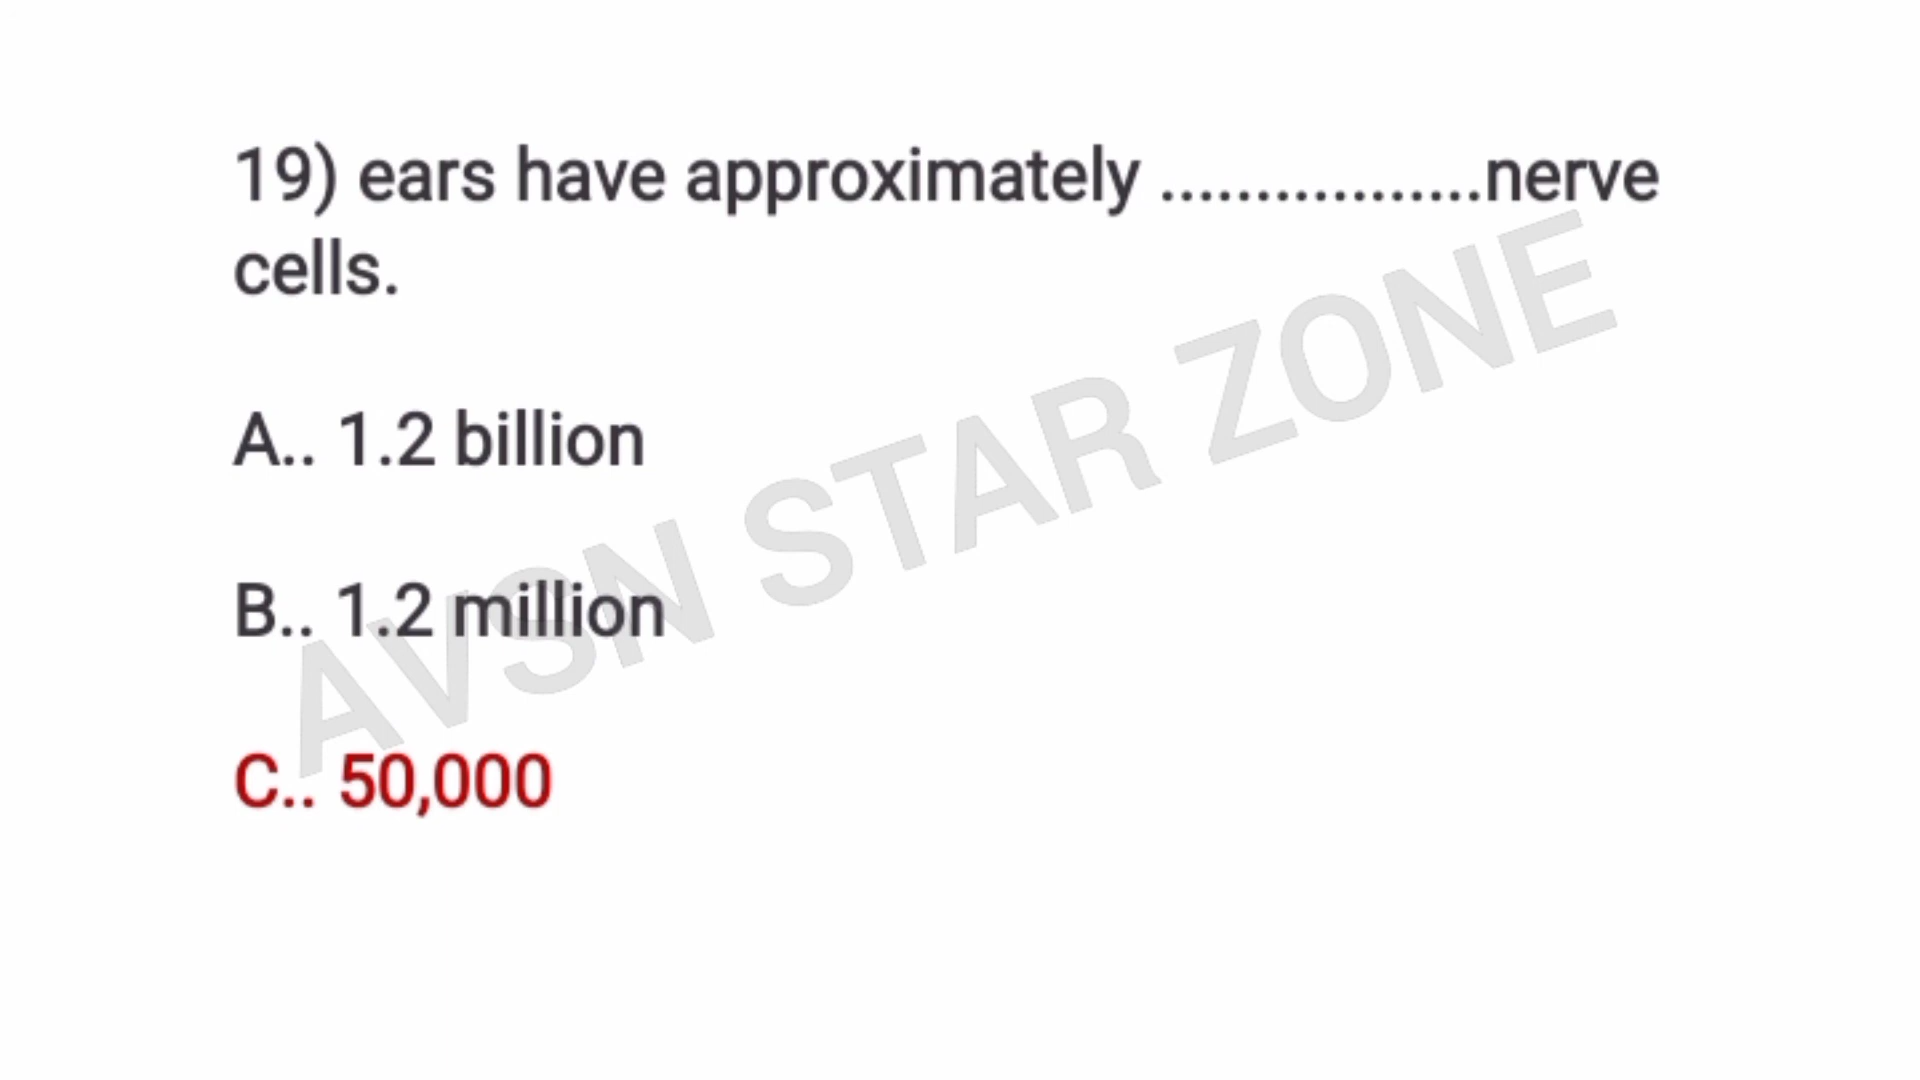 19) ears have approximately .................nerve
cells.
A.. 1.2 billion
B.. 1.2 million
C.. 50,000
AVSN STAR ZONE